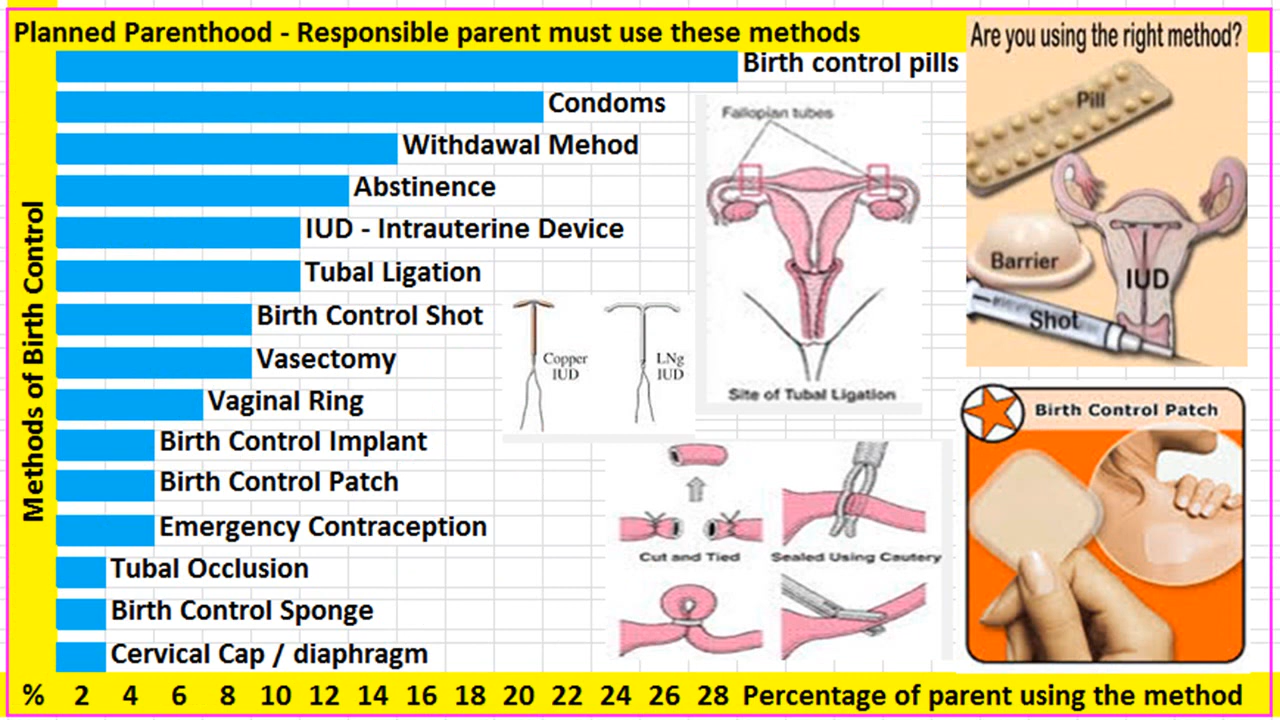 Planned Parenthood - Responsible parent must use these methods
Birth control pills
Condoms
Withdawal Mehod
Abstinence
IUD - Intrauterine Device
Tubal Ligation
Birth Control Shot
Vasectomy
Vaginal Ring
Birth Control Implant
Birth Control Patch
Emergency Contraception
Tubal Occlusion
Birth Control Sponge
Cervical Cap / diaphragm
Methods of Birth Control
% 2 4 6 8 10 12 14 16 18 20 22 24 26 28 Percentage of parent using the method
Fallopian tubes
Site of Tubal Ligation
Copper
IUD
LNg
IUD
Cut and Tied
Sealed Using Cautery
Are you using the right method?
Pill
Barrier
IUD
Shot
Birth Control Patch